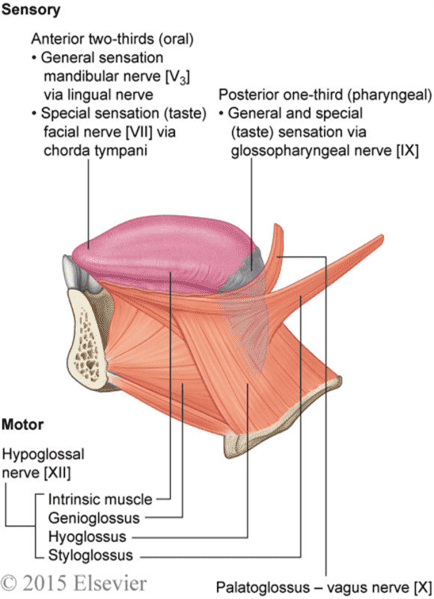 Sensory
Anterior two-thirds (oral)
• General sensation
mandibular nerve [V3]
via lingual nerve
• Special sensation (taste)
facial nerve [VII] via
chorda tympani
Posterior one-third (pharyngeal)
• General and special
(taste) sensation via
glossopharyngeal nerve [IX]
Motor
Hypoglossal
nerve [XII]
Intrinsic muscle
Genioglossus
Hyoglossus
Styloglossus
© 2015 Elsevier
Palatoglossus – vagus nerve [X]